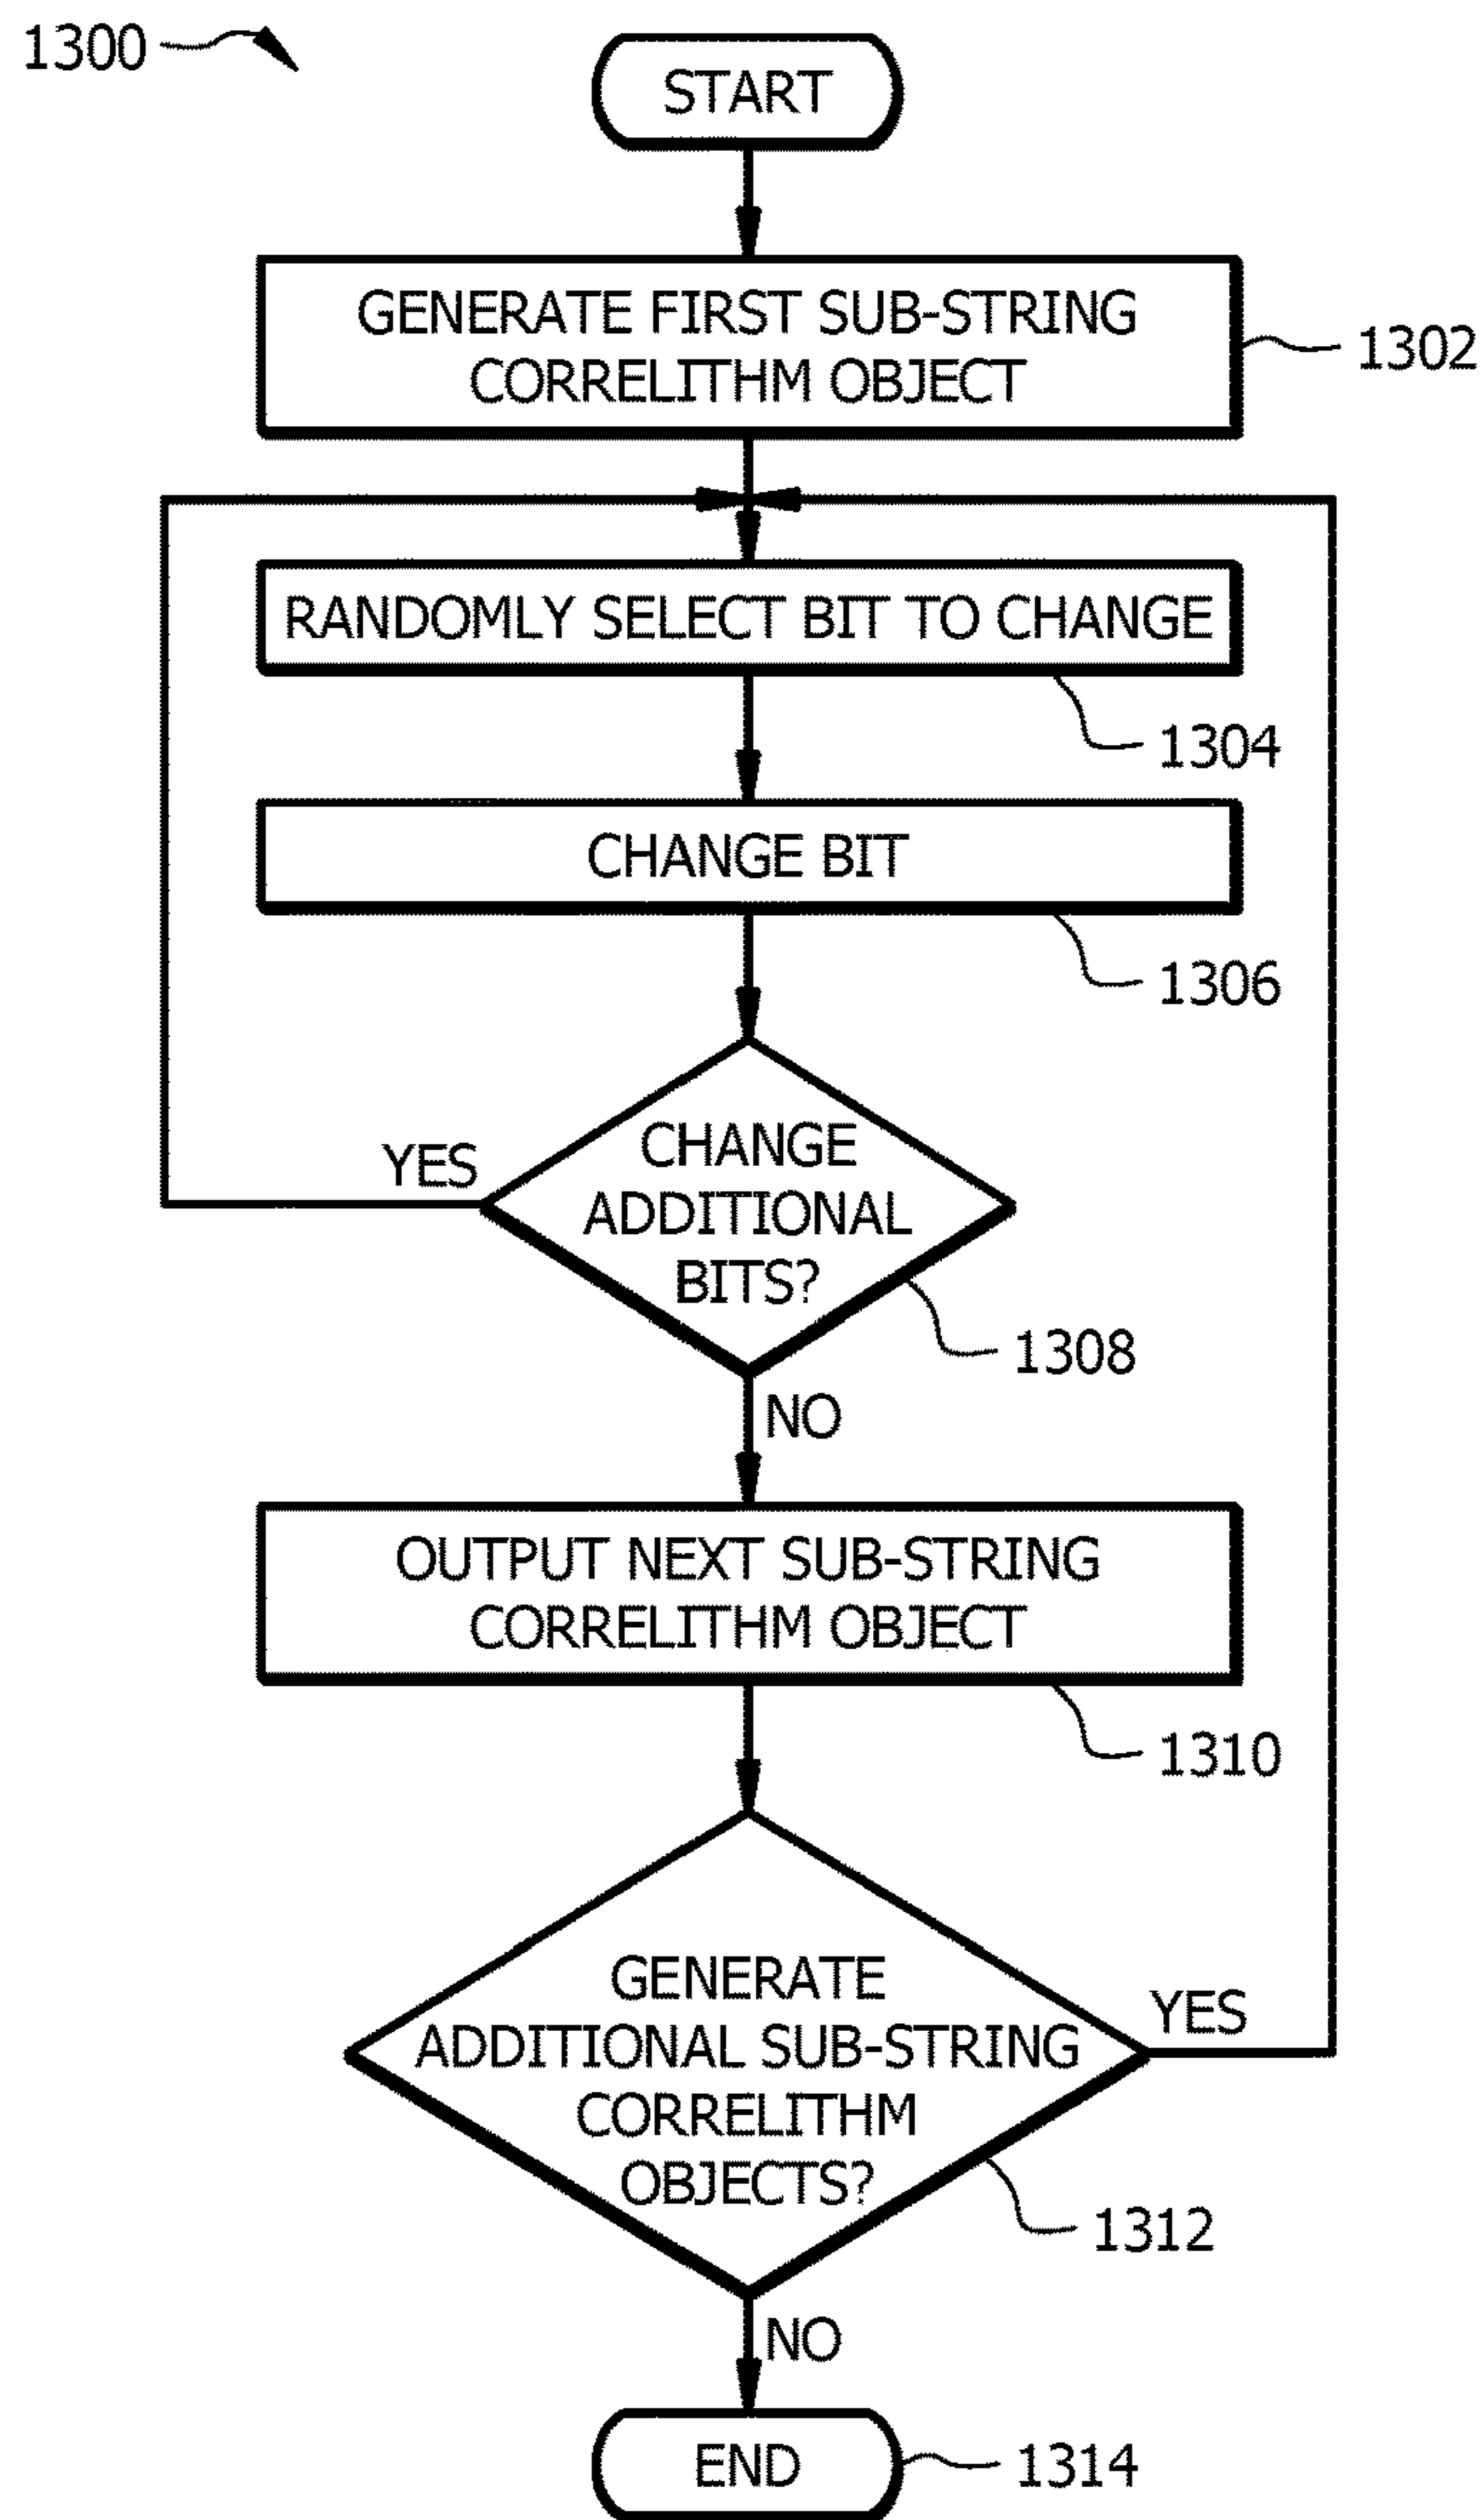 1300
START
GENERATE FIRST SUB-STRING
CORRELITHM OBJECT
1302
RANDOMLY SELECT BIT TO CHANGE
1304
CHANGE BIT
1306
CHANGE
ADDITIONAL
BITS?
YES
1308
NO
OUTPUT NEXT SUB-STRING
CORRELITHM OBJECT
1310
GENERATE
ADDITIONAL SUB-STRING
CORRELITHM
OBJECTS?
YES
1312
NO
END
1314